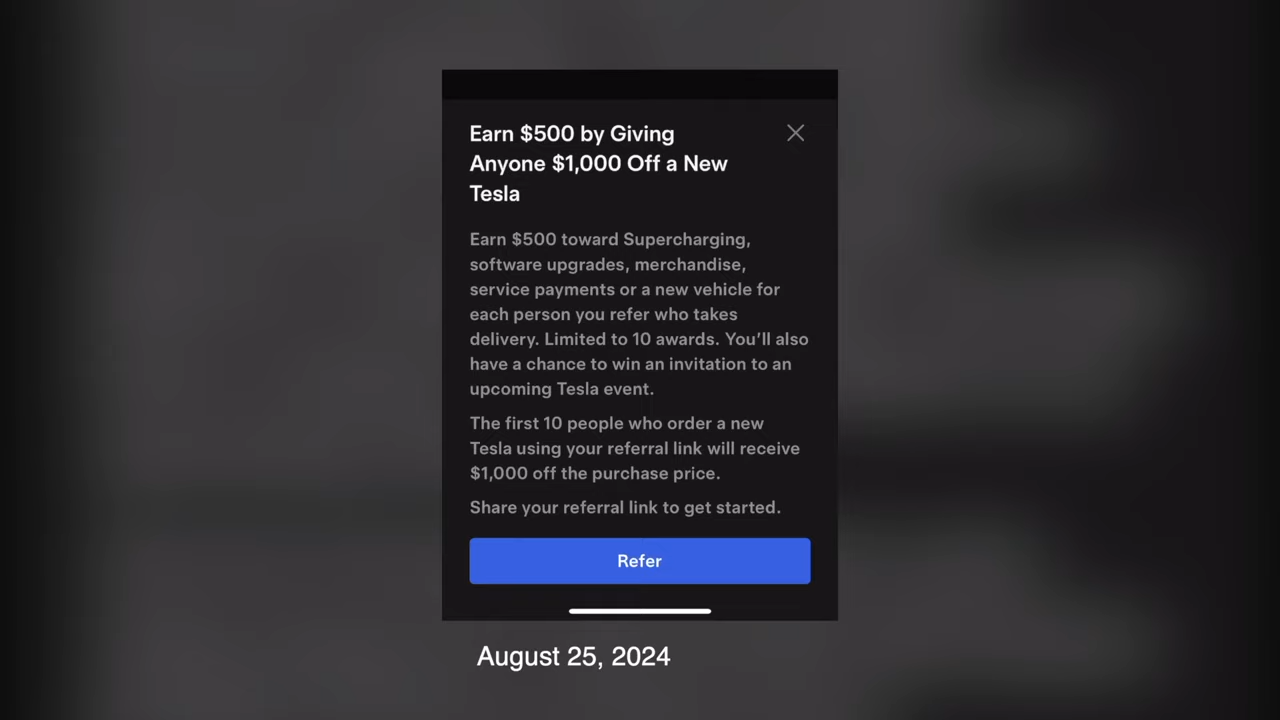 Earn $500 by Giving
Anyone $1,000 Off a New
Tesla
Earn $500 toward Supercharging,
software upgrades, merchandise,
service payments or a new vehicle for
each person you refer who takes
delivery. Limited to 10 awards. You’ll also
have a chance to win an invitation to an
upcoming Tesla event.
The first 10 people who order a new
Tesla using your referral link will receive
$1,000 off the purchase price.
Share your referral link to get started.
Refer
August 25, 2024